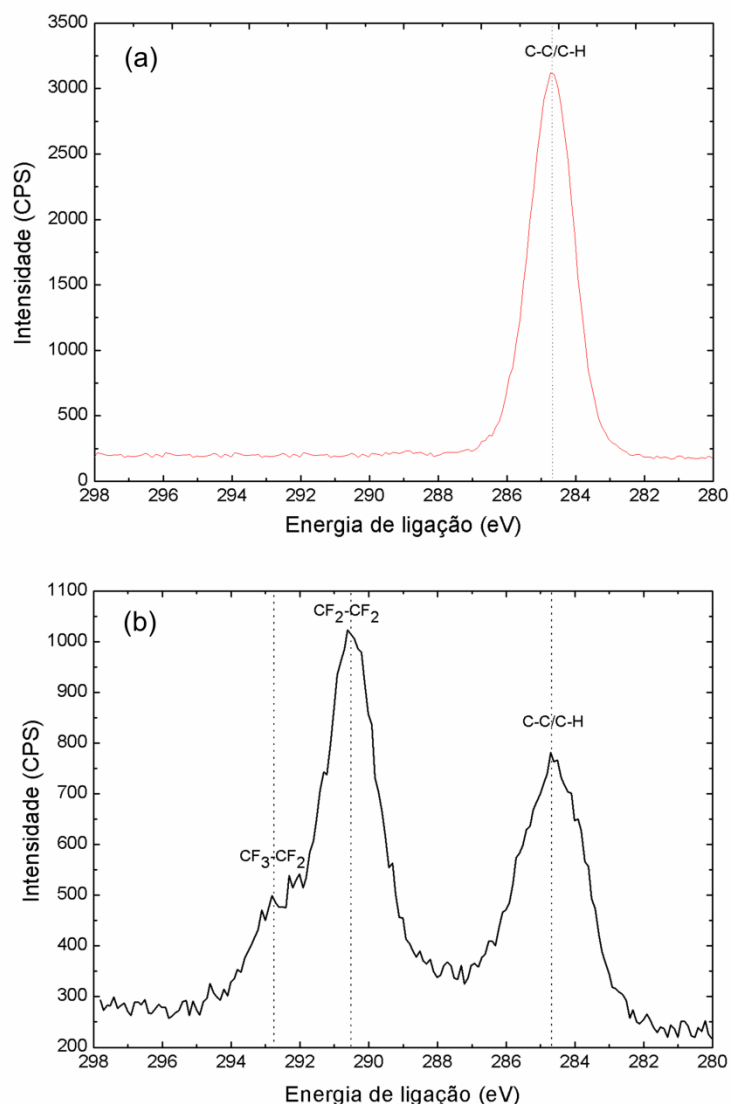 (a)
C-C/C-H
3500
3000
2500
2000
1500
1000
500
0
Intensidade (CPS)
298 296 294 292 290 288 286 284 282 280
Energia de ligação (eV)
(b)
CF2-CF2
C-C/C-H
CF3-CF2
1100
1000
900
800
700
600
500
400
300
200
Intensidade (CPS)
298 296 294 292 290 288 286 284 282 280
Energia de ligação (eV)